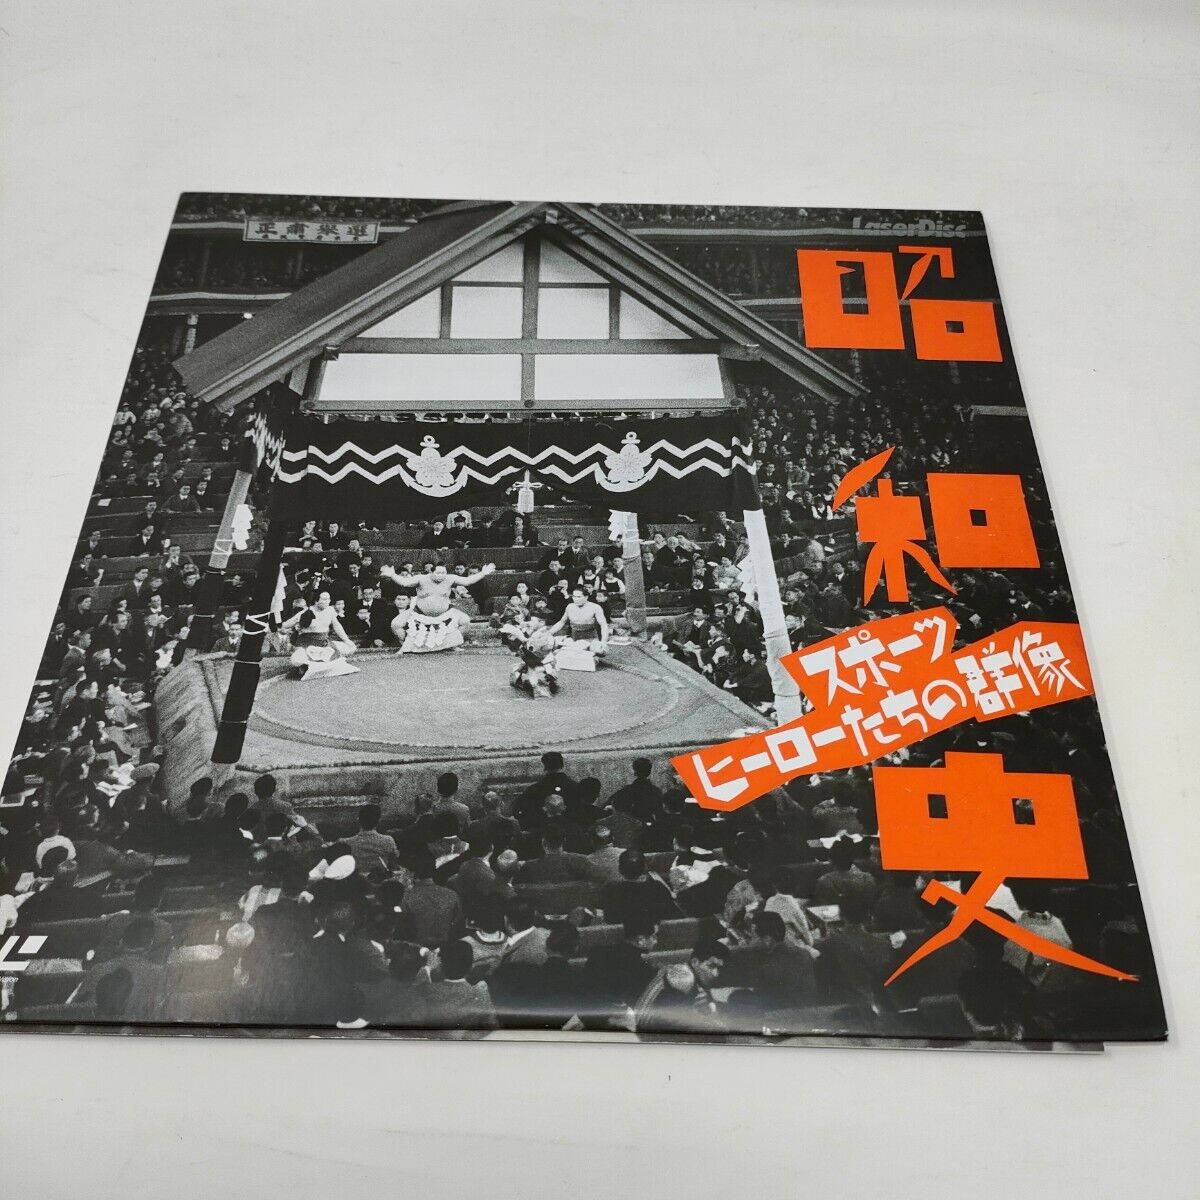 LaserDisc
昭和史
スポーツ
ヒーローたちの群像